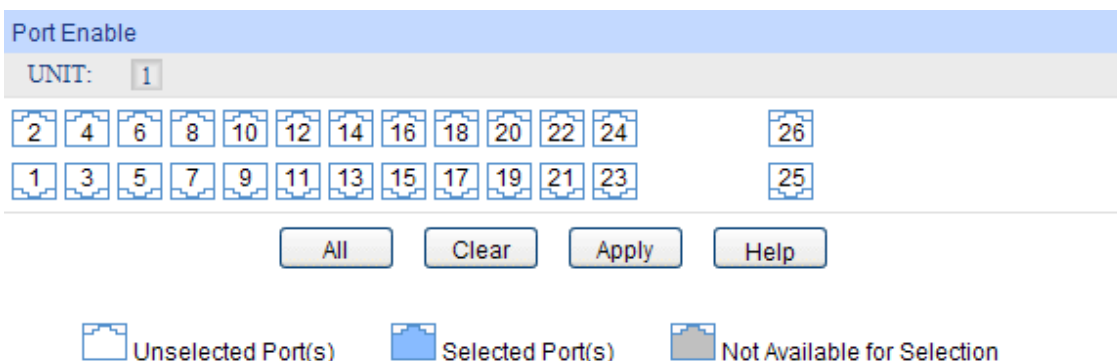 Port Enable
UNIT: 1
2 4 6 8 10 12 14 16 18 20 22 24 26
1 3 5 7 9 11 13 15 17 19 21 23 25
All Clear Apply Help
Unselected Port(s) Selected Port(s) Not Available for Selection